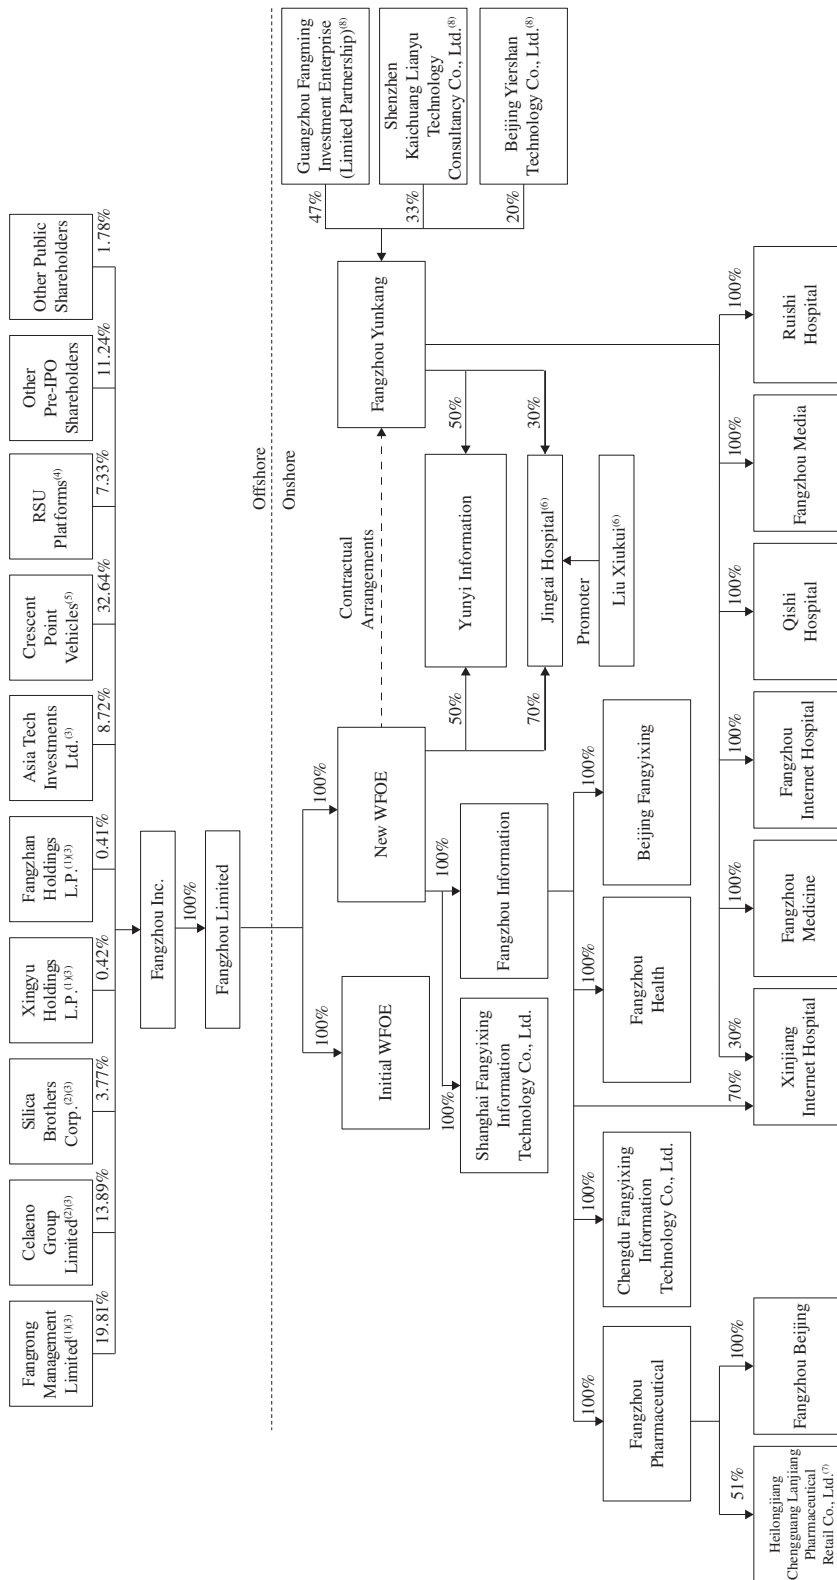 Fangrong
Management
Limited(1)(3)
Celaeno
Group
Limited(2)(3)
Silica
Brothers
Corp.(2)(3)
Xingyu
Holdings
L.P.(1)(3)
Fangzhan
Holdings
L.P.(1)(3)
Asia Tech
Investments
Ltd.(3)
Crescent
Point
Vehicles(5)
RSU
Platforms(4)
Other
Pre-IPO
Shareholders
Other Public
Shareholders
19.81%
13.89%
3.77%
0.42%
0.41%
8.72%
32.64%
7.33%
11.24%
1.78%
Fangzhou Inc.
100%
Fangzhou Limited
Offshore
Onshore
100%
100%
Initial WFOE
New WFOE
Contractual
Arrangements
Fangzhou Yunkang
47%
33%
20%
Guangzhou Fangming
Investment Enterprise
(Limited Partnership)(8)
Shenzhen
Kaichuang Lianyu
Technology
Consultancy Co., Ltd.(8)
Beijing Yiershan
Technology Co., Ltd.(8)
100%
100%
50%
50%
70%
30%
Shanghai Fangyixing
Information
Technology Co., Ltd.
Fangzhou Information
Yunyi Information
Jingtai Hospital(6)
Promoter
Liu Xiukui(6)
100%
100%
100%
100%
Fangzhou
Pharmaceutical
Chengdu Fangyixing
Information
Technology Co., Ltd.
Fangzhou
Health
Beijing Fangyixing
51%
100%
70%
30%
100%
100%
100%
100%
100%
Heilongjiang
Chengguang Lanjiang
Pharmaceutical
Retail Co., Ltd.(7)
Fangzhou Beijing
Xinjiang
Internet Hospital
Fangzhou
Medicine
Fangzhou
Internet Hospital
Qishi
Hospital
Fangzhou Media
Ruishi
Hospital